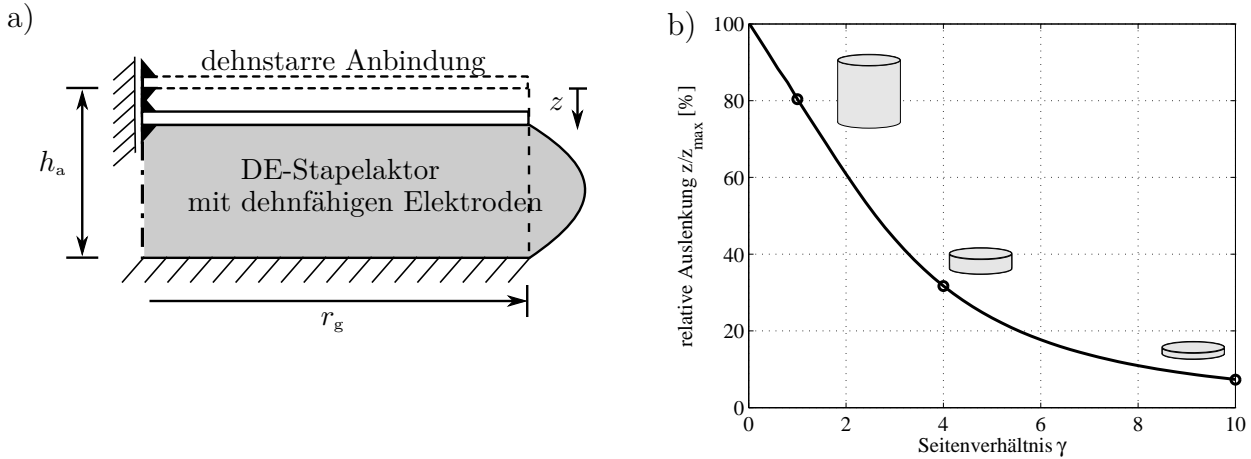 a)
dehnstarre Anbindung
z
h_a
DE-Stapelaktor
mit dehnfähigen Elektroden
r_g
b)
relative Auslenkung z/z_max [%]
100
80
60
40
20
0
0 2 4 6 8 10
Seitenverhältnis γ